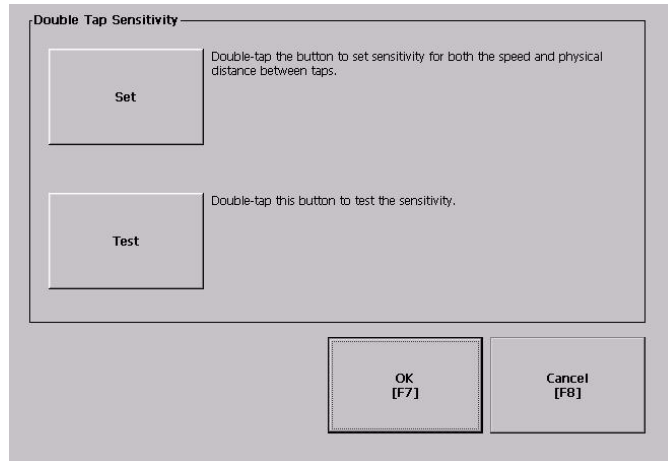 Double Tap Sensitivity
Double-tap the button to set sensitivity for both the speed and physical
distance between taps.
Set
Double-tap this button to test the sensitivity.
Test
OK
[F7]
Cancel
[F8]